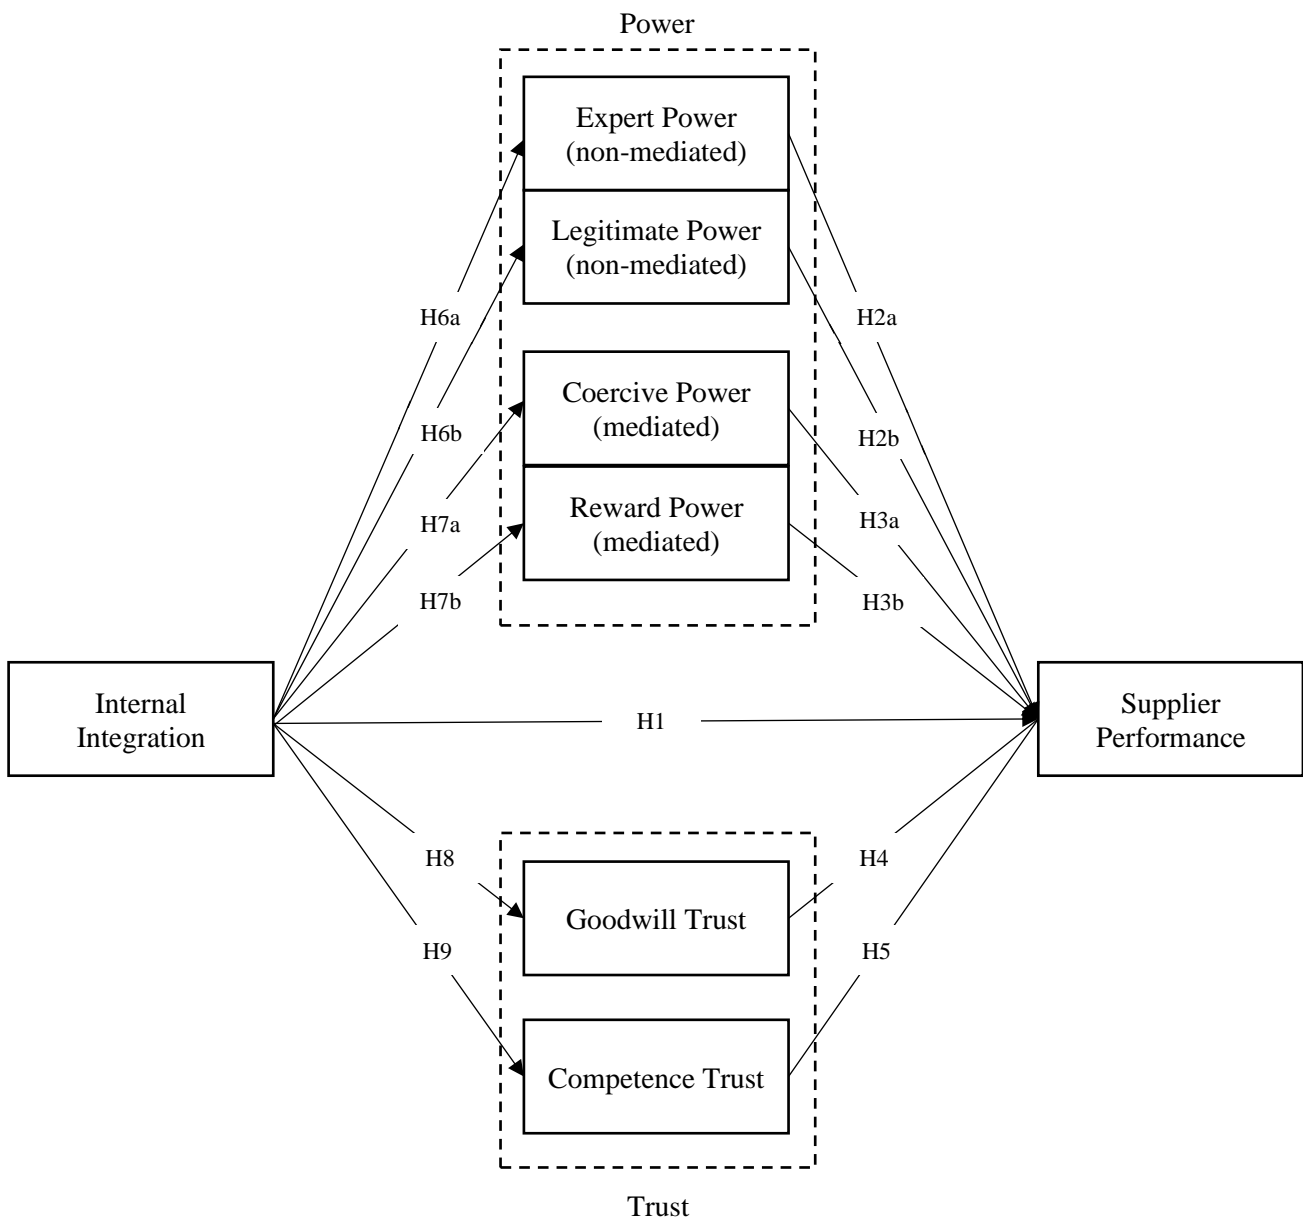 Power
Expert Power
(non-mediated)
Legitimate Power
(non-mediated)
H6a
H2a
Coercive Power
(mediated)
H6b
H2b
Reward Power
(mediated)
H7a
H3a
H7b
H3b
Internal
Integration
H1
Supplier
Performance
H8
H4
Goodwill Trust
H9
H5
Competence Trust
Trust